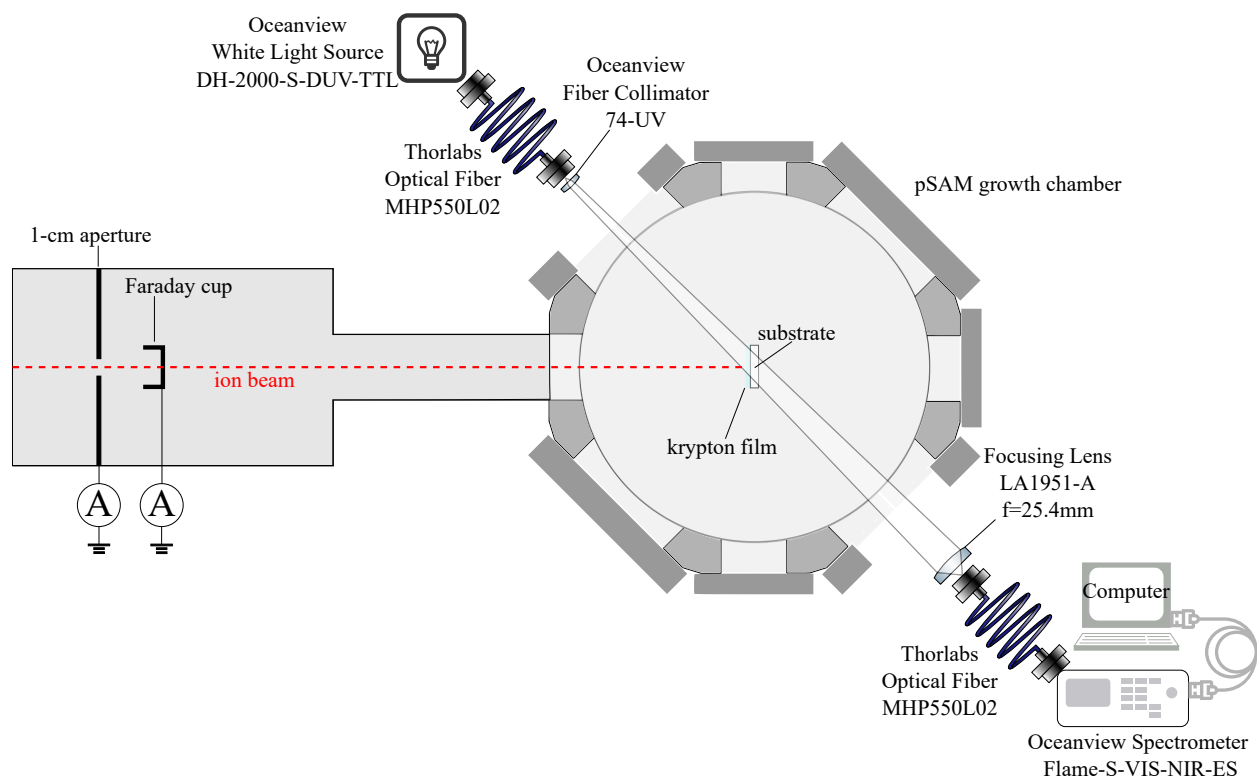 Oceanview
White Light Source
DH-2000-S-DUV-TTL
Oceanview
Fiber Collimator
74-UV
Thorlabs
Optical Fiber
MHP550L02
pSAM growth chamber
1-cm aperture
Faraday cup
ion beam
substrate
krypton film
A
A
Focusing Lens
LA1951-A
f=25.4mm
Computer
Thorlabs
Optical Fiber
MHP550L02
Oceanview Spectrometer
Flame-S-VIS-NIR-ES